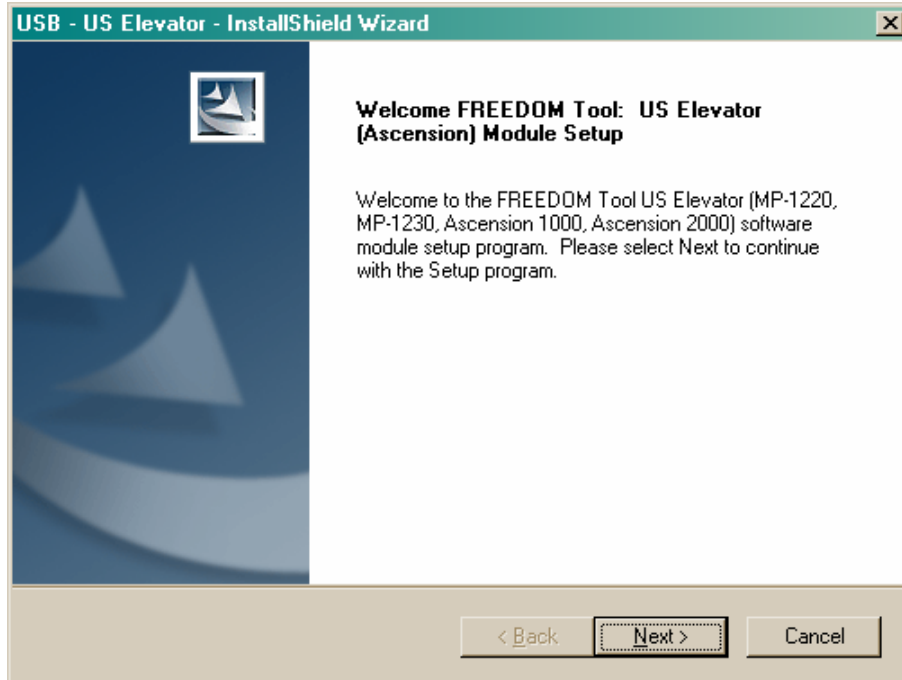 USB - US Elevator - InstallShield Wizard
Welcome FREEDOM Tool:  US Elevator
(Ascension) Module Setup
Welcome to the FREEDOM Tool US Elevator (MP-1220,
MP-1230, Ascension 1000, Ascension 2000) software
module setup program.  Please select Next to continue
with the Setup program.
< Back Next > Cancel